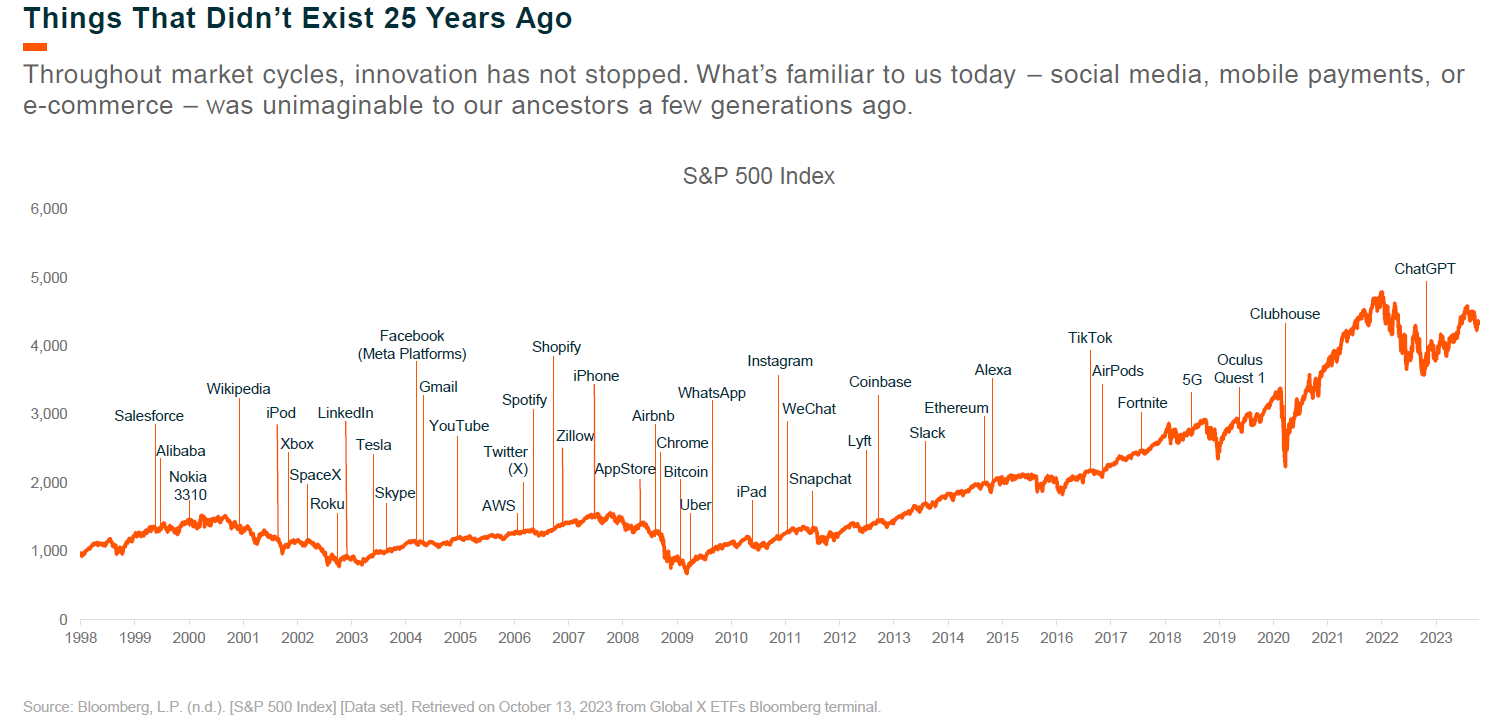 Things That Didn’t Exist 25 Years Ago
Throughout market cycles, innovation has not stopped. What’s familiar to us today – social media, mobile payments, or
e-commerce – was unimaginable to our ancestors a few generations ago.
S&P 500 Index
6,000
5,000
4,000
3,000
2,000
1,000
0
Salesforce
Alibaba
Nokia
3310
Wikipedia
iPod
Xbox
SpaceX
Roku
LinkedIn
Tesla
Skype
Facebook
(Meta Platforms)
Gmail
YouTube
AWS
Twitter
(X)
Spotify
Shopify
Zillow
iPhone
AppStore
Airbnb
Chrome
Bitcoin
Uber
WhatsApp
iPad
Instagram
WeChat
Snapchat
Lyft
Coinbase
Slack
Ethereum
Alexa
TikTok
AirPods
Fortnite
5G
Oculus
Quest 1
Clubhouse
ChatGPT
1998 1999 2000 2001 2002 2003 2004 2005 2006 2007 2008 2009 2010 2011 2012 2013 2014 2015 2016 2017 2018 2019 2020 2021 2022 2023
Source: Bloomberg, L.P. (n.d.). [S&P 500 Index] [Data set]. Retrieved on October 13, 2023 from Global X ETFs Bloomberg terminal.